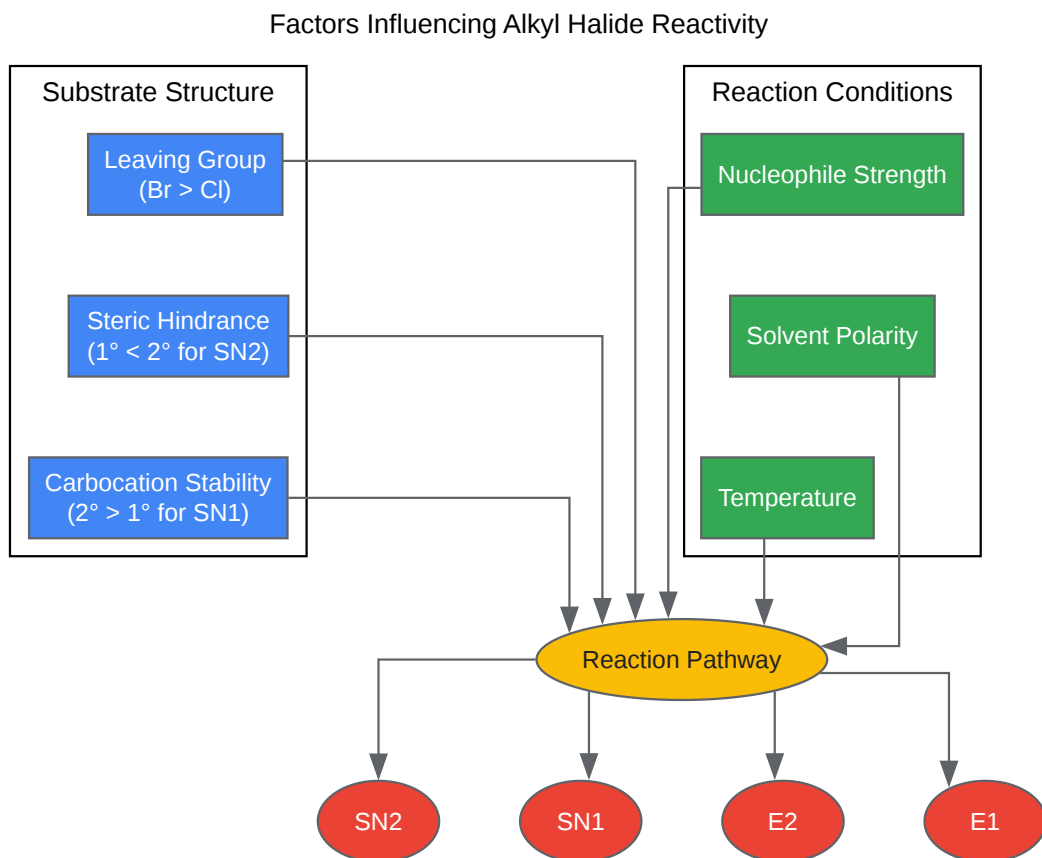 Factors Influencing Alkyl Halide Reactivity
Substrate Structure
Leaving Group
(Br > Cl)
Steric Hindrance
(1° < 2° for SN2)
Carbocation Stability
(2° > 1° for SN1)
Reaction Conditions
Nucleophile Strength
Solvent Polarity
Temperature
Reaction Pathway
SN2
SN1
E2
E1